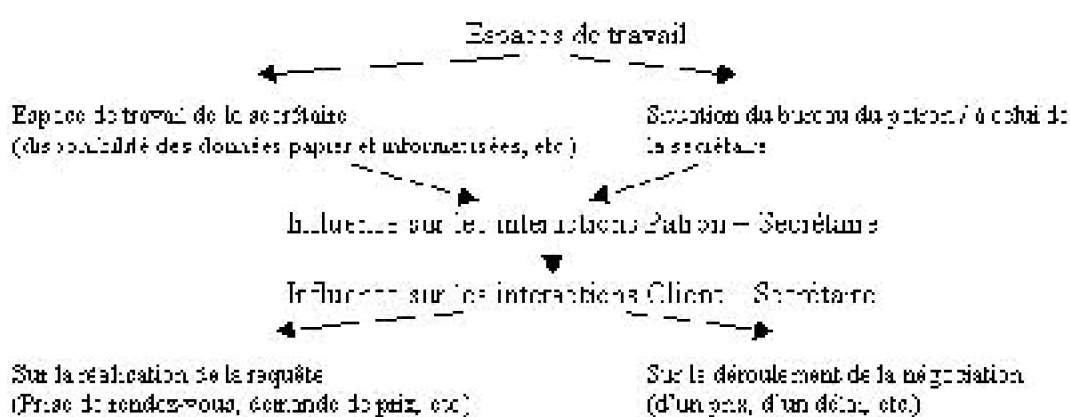 Espaces de travail
Espace de travail de la secrétaire
(disponibilité des données papier et informatisées, etc.)
Situation du bureau du patron / à celui de
la secrétaire
Influence sur les interactions Patron – Secrétaire
Influence sur les interactions Client – Secrétaire
Sur la réalisation de la requête
(Prise de rendez-vous, demande de prix, etc.)
Sur le déroulement de la négociation
(d'un prix, d'un délai, etc.)